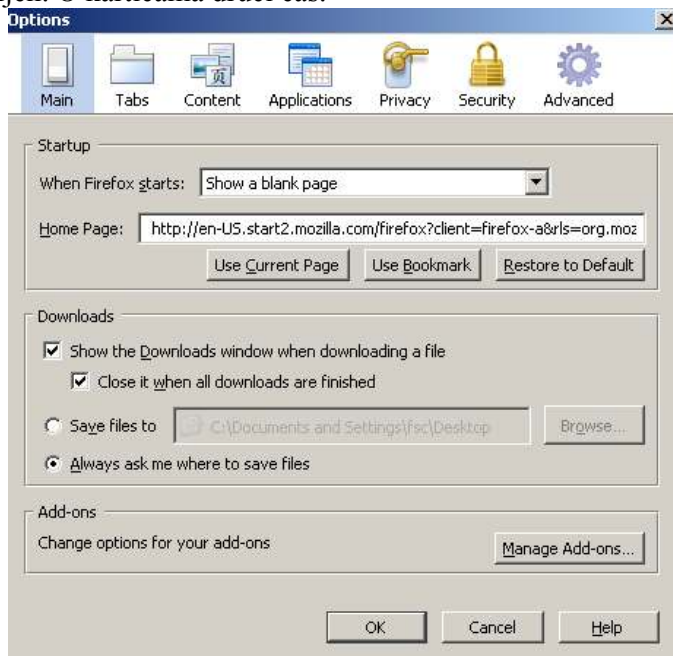 O karticama drugi
Options
Main Tabs Content Applications Privacy Security Advanced
Startup
When Firefox starts: Show a blank page
Home Page: http://en-US.start2.mozilla.com/firefox?client=firefox-a&rls=org.moz
Use Current Page Use Bookmark Restore to Default
Downloads
Show the Downloads window when downloading a file
Close it when all downloads are finished
Save files to C:\Documents and Settings\fsc\Desktop Browse...
Always ask me where to save files
Add-ons
Change options for your add-ons Manage Add-ons...
OK Cancel Help